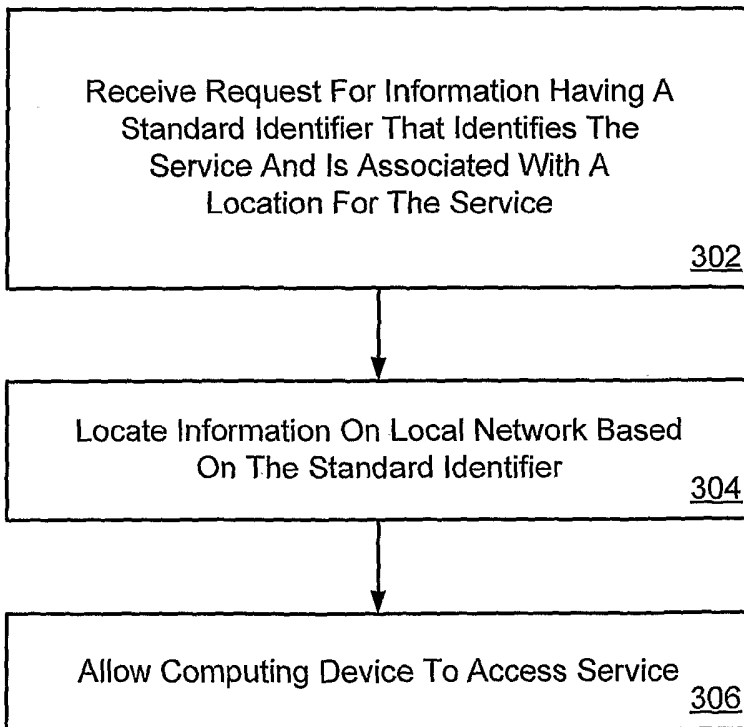 Receive Request For Information Having A
Standard Identifier That Identifies The
Service And Is Associated With A
Location For The Service
302
Locate Information On Local Network Based
On The Standard Identifier
304
Allow Computing Device To Access Service
306